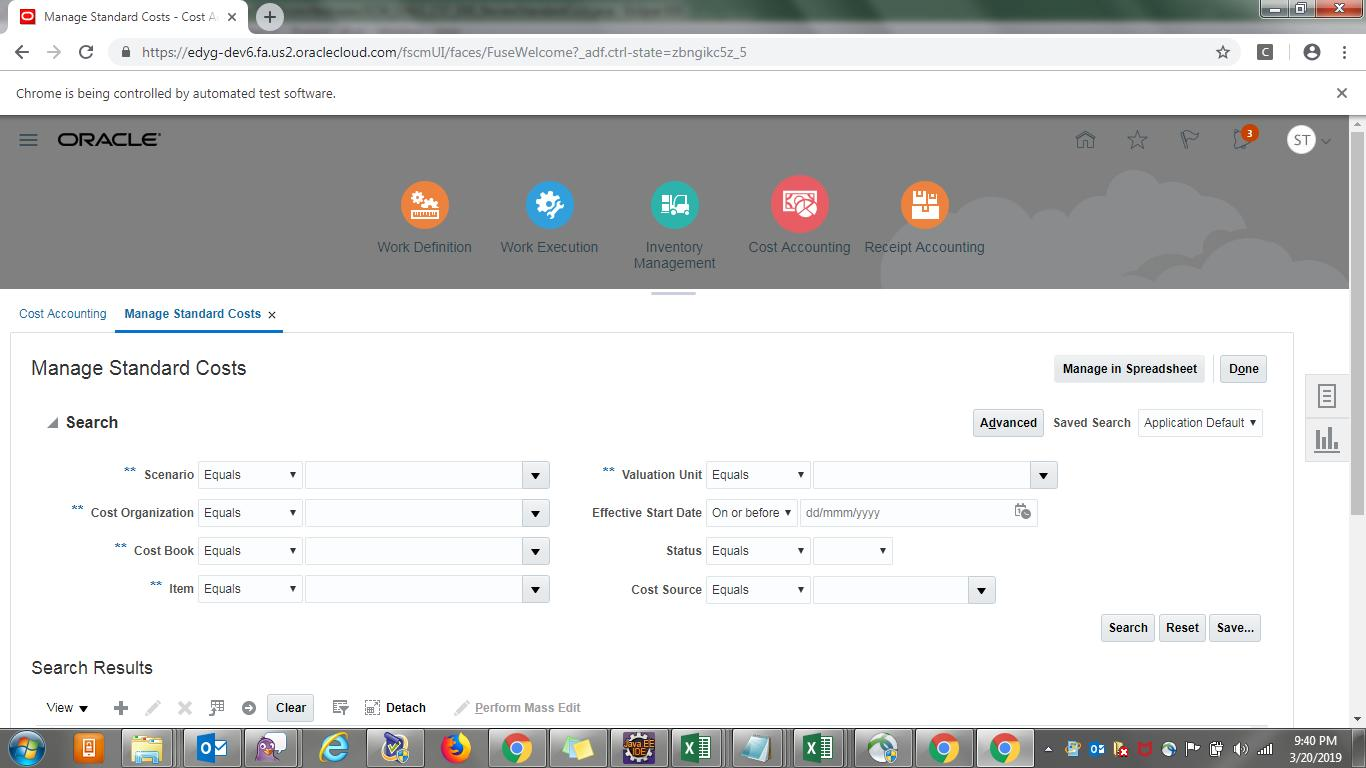 Manage Standard Costs - Cost A
https://edyg-dev6.fa.us2.oraclecloud.com/fscmUI/faces/FuseWelcome?_adf.ctrl-state=zbngikc5z_5
C
Chrome is being controlled by automated test software.
ORACLE
3
ST
Work Definition
Work Execution
Inventory
Management
Cost Accounting
Receipt Accounting
Cost Accounting
Manage Standard Costs
Manage Standard Costs
Manage in Spreadsheet
Done
Search
Advanced
Saved Search
Application Default
** Scenario Equals
** Valuation Unit Equals
** Cost Organization Equals
Effective Start Date On or before dd/mmm/yyyy
** Cost Book Equals
Status Equals
** Item Equals
Cost Source Equals
Search
Reset
Save...
Search Results
View
Clear
Detach
Perform Mass Edit
Java EE
IDE
9:40 PM
3/20/2019